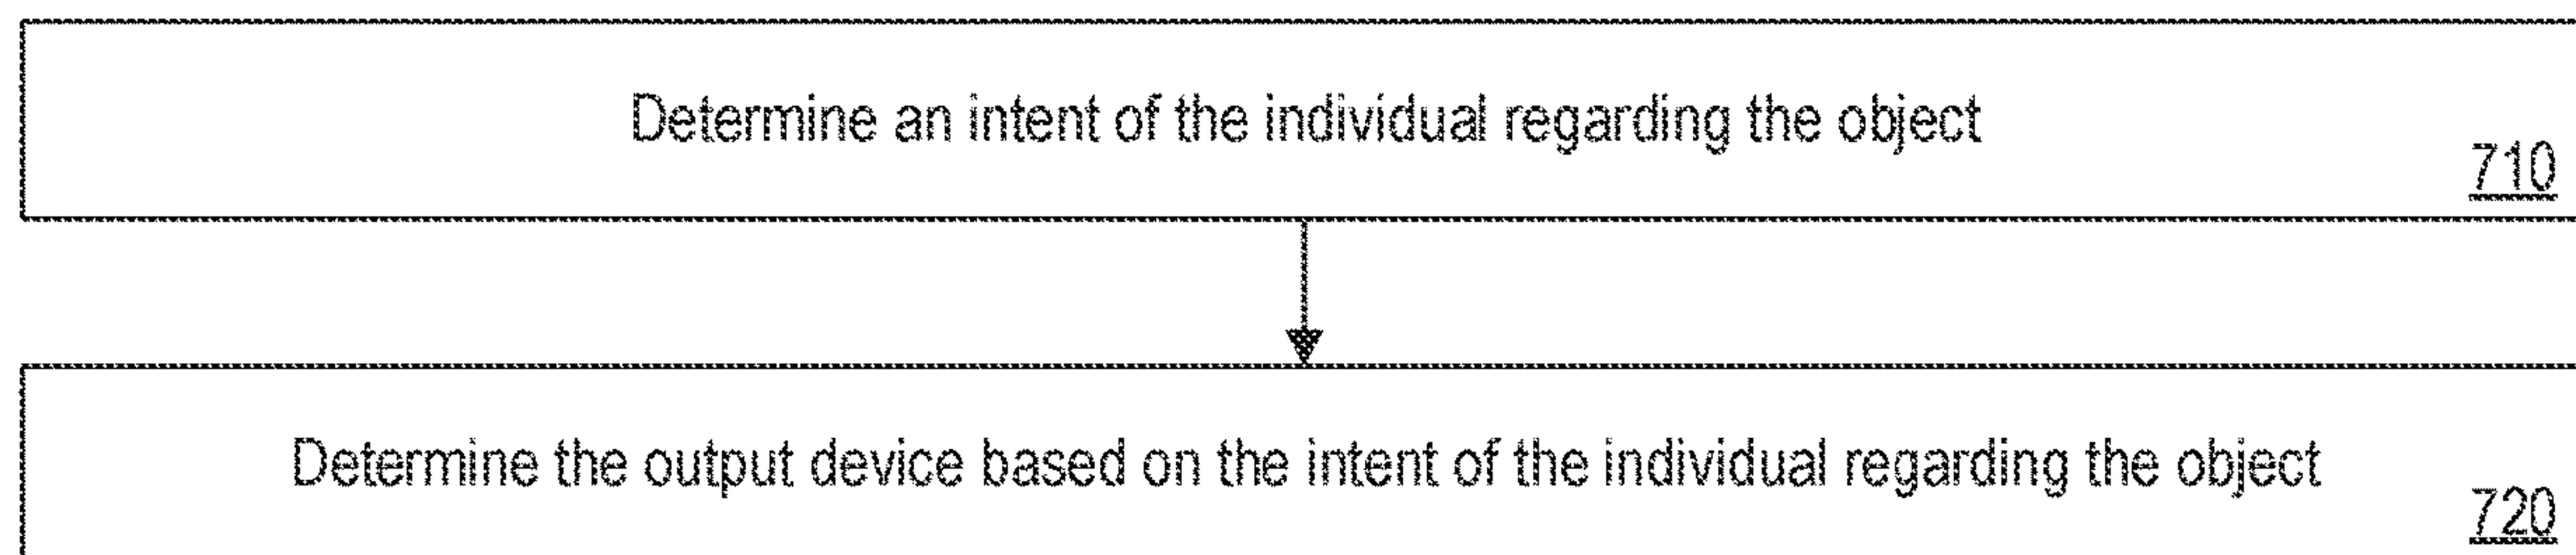 Determine an intent of the individual regarding the object
710
Determine the output device based on the intent of the individual regarding the object
720